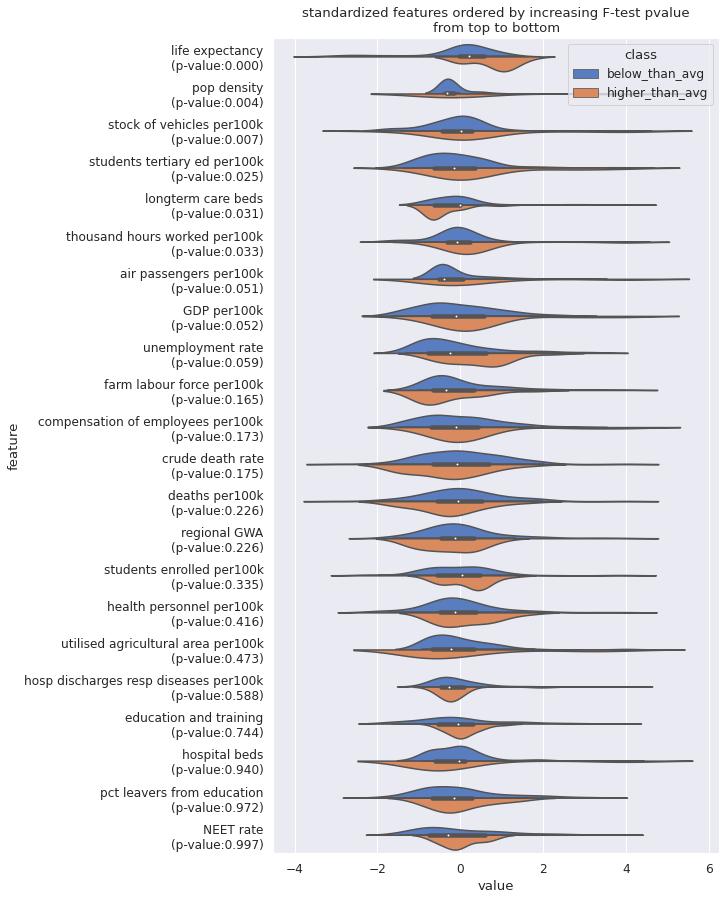 standardized features ordered by increasing F-test pvalue
from top to bottom
class
below_than_avg
higher_than_avg
life expectancy
(p-value:0.000)
pop density
(p-value:0.004)
stock of vehicles per100k
(p-value:0.007)
students tertiary ed per100k
(p-value:0.025)
longterm care beds
(p-value:0.031)
thousand hours worked per100k
(p-value:0.033)
air passengers per100k
(p-value:0.051)
GDP per100k
(p-value:0.052)
unemployment rate
(p-value:0.059)
farm labour force per100k
(p-value:0.165)
compensation of employees per100k
(p-value:0.173)
crude death rate
(p-value:0.175)
deaths per100k
(p-value:0.226)
regional GWA
(p-value:0.226)
students enrolled per100k
(p-value:0.335)
health personnel per100k
(p-value:0.416)
utilised agricultural area per100k
(p-value:0.473)
hosp discharges resp diseases per100k
(p-value:0.588)
education and training
(p-value:0.744)
hospital beds
(p-value:0.940)
pct leavers from education
(p-value:0.972)
NEET rate
(p-value:0.997)
feature
−4 −2 0 2 4 6
value